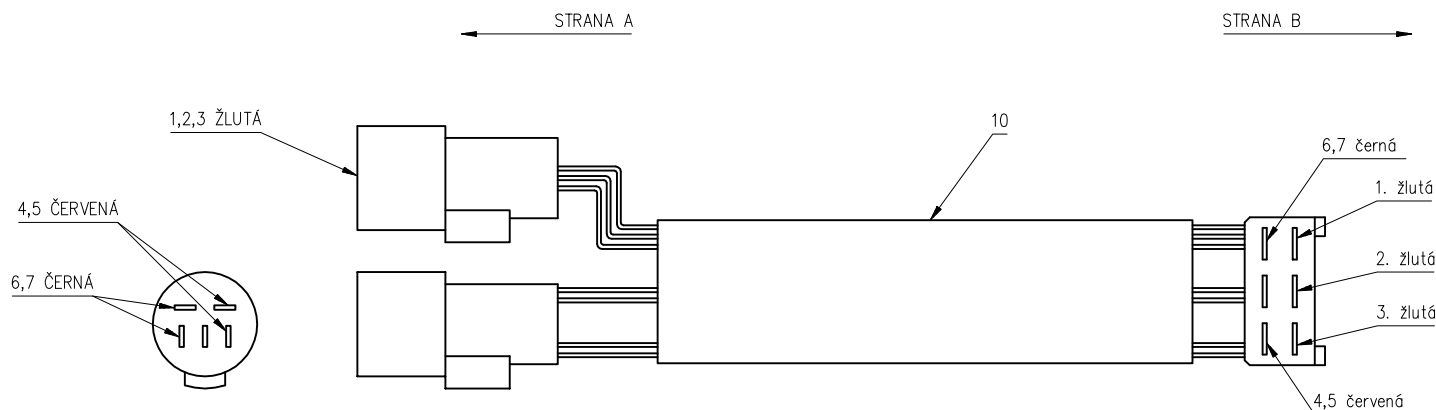 STRANA A
STRANA B
1,2,3 ŽLUTÁ
10
6,7 černá
1. žlutá
4,5 ČERVENÁ
2. žlutá
6,7 ČERNÁ
3. žlutá
4,5 červená